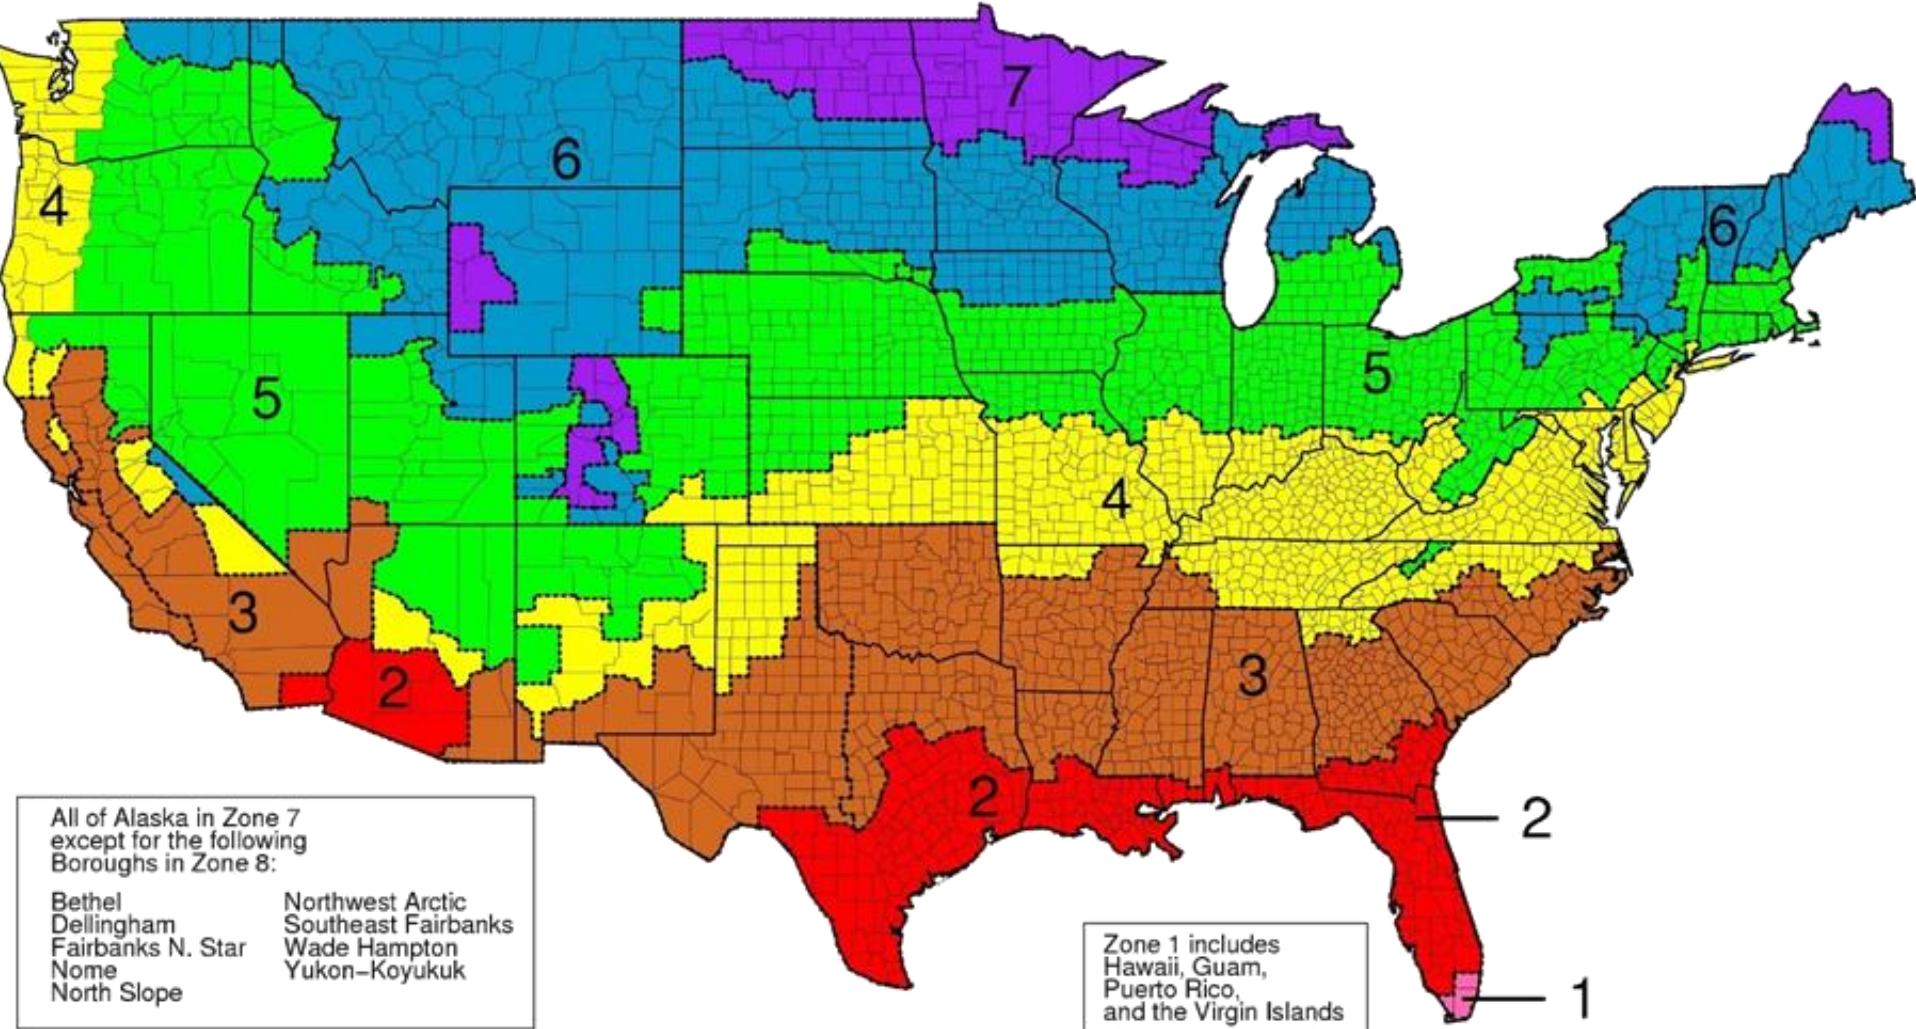 7
6
4
6
5
5
4
3
3
2
2
2
1
All of Alaska in Zone 7
except for the following
Boroughs in Zone 8:
Bethel
Dellingham
Fairbanks N. Star
Nome
North Slope
Northwest Arctic
Southeast Fairbanks
Wade Hampton
Yukon-Koyukuk
Zone 1 includes
Hawaii, Guam,
Puerto Rico,
and the Virgin Islands